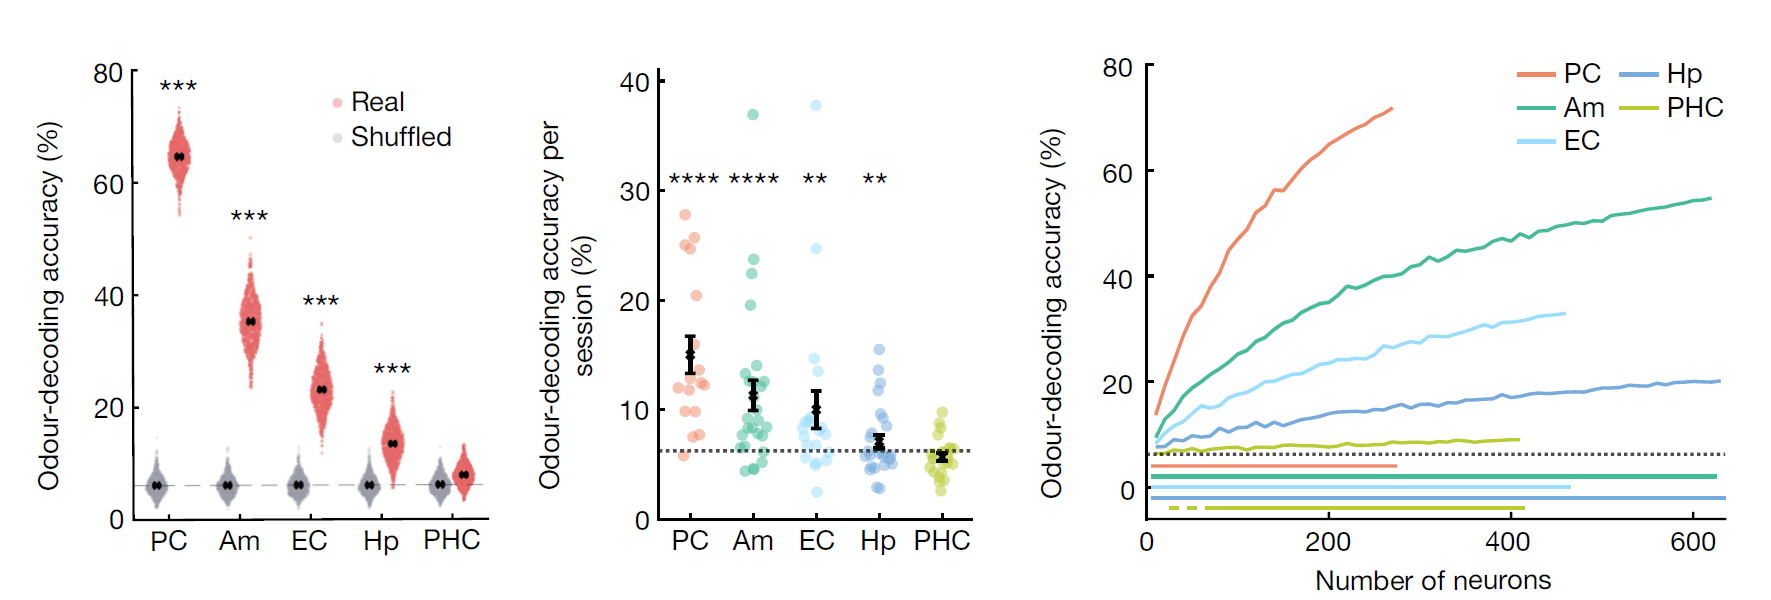 Odour-decoding accuracy (%)
80
60
40
20
0
***
***
***
***
Real
Shuffled
PC Am EC Hp PHC
Odour-decoding accuracy per
session (%)
40
30
20
10
0
**** **** ** **
PC Am EC Hp PHC
Odour-decoding accuracy (%)
80
60
40
20
0
PC Hp
Am PHC
EC
0 200 400 600
Number of neurons